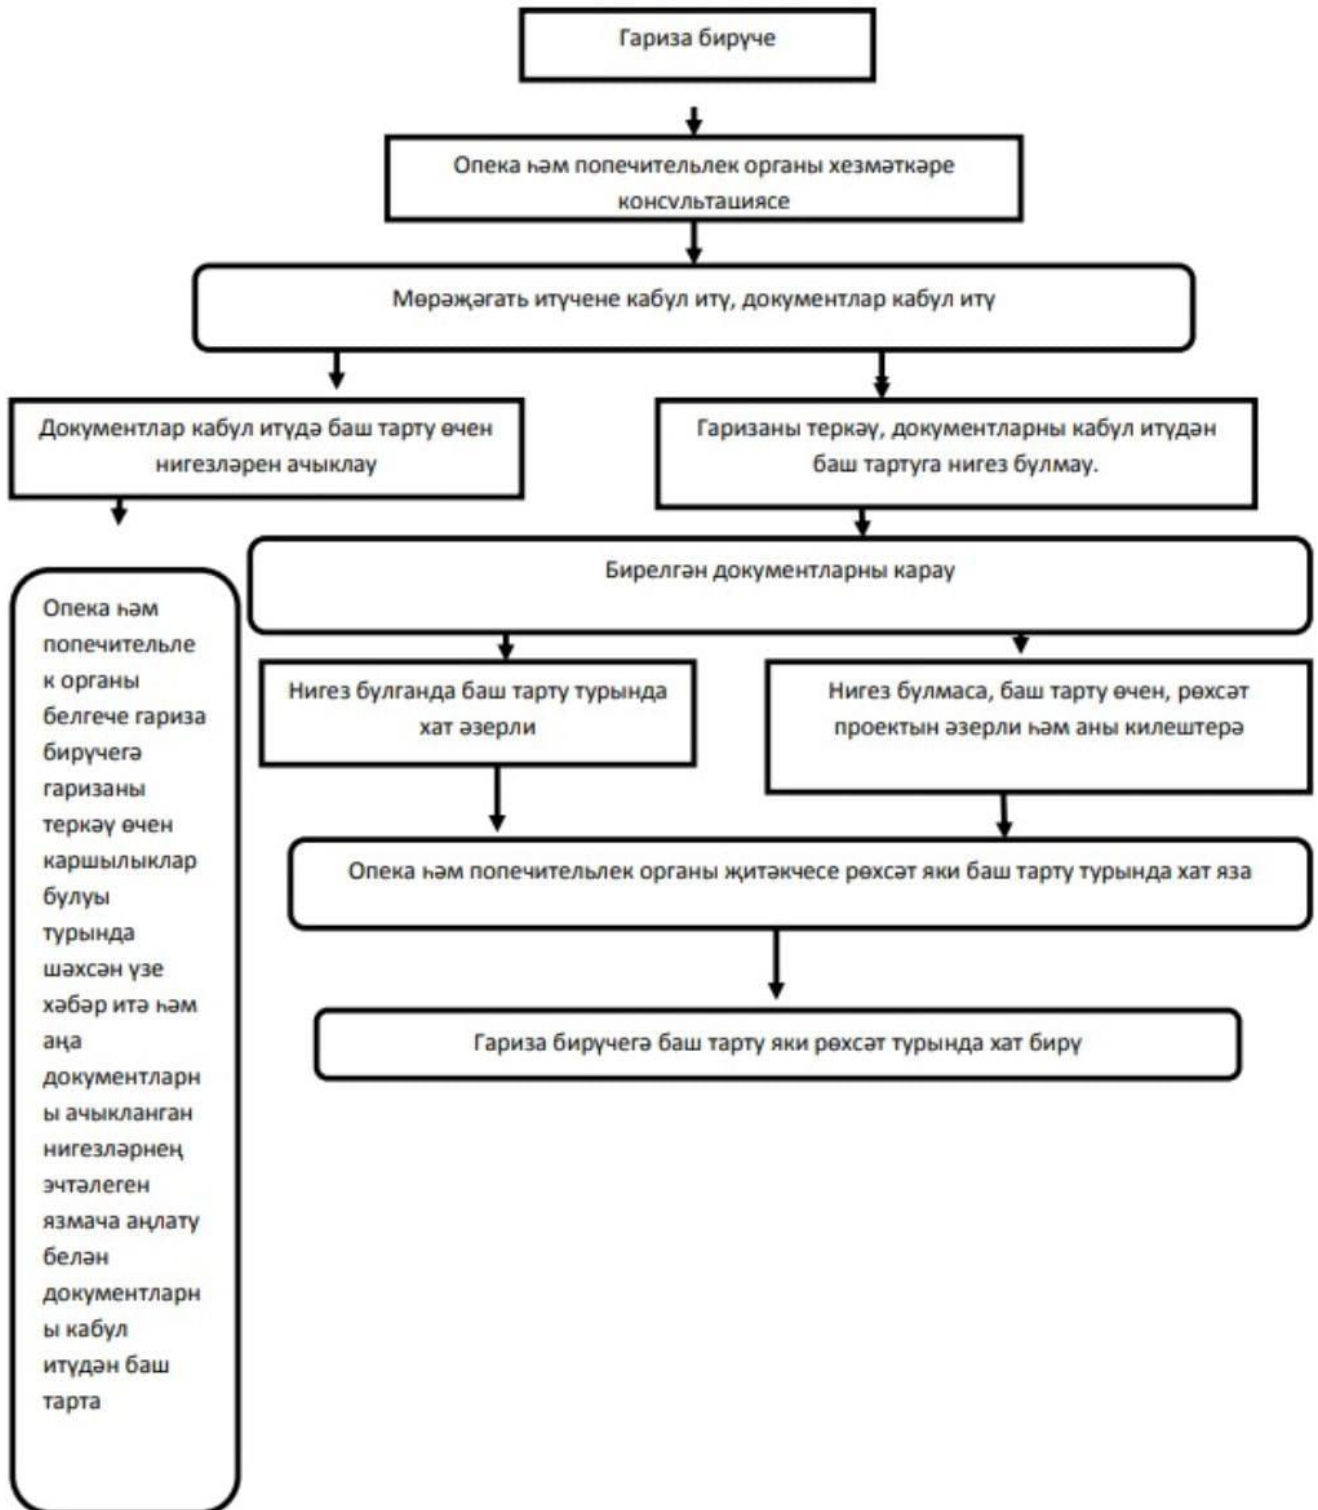 Гариза бирүче
Опека һәм попечительлек органы хезмәткәре
консультациясе
Мөрәҗәгать итүчене кабул итү, документлар кабул итү
Документлар кабул итүдә баш тарту өчен
нигезләрен ачыклау
Гаризаны теркәү, документларны кабул итүдән
баш тартуга нигез булмау.
Опека һәм
попечительле
к органы
белгече гариза
бирүчегә
гаризаны
теркәү өчен
каршылыклар
булуы
турында
шәхсән үзе
хәбәр итә һәм
аңа
документларн
ы ачыкланган
нигезләрнең
эчтәлеген
язмача аңлату
белән
документларн
ы кабул
итүдән баш
тарта
Бирелгән документларны карау
Нигез булганда баш тарту турында
хат әзерли
Нигез булмаса, баш тарту өчен, рөхсәт
проектын әзерли һәм аны килештерә
Опека һәм попечительлек органы җитәкчесе рөхсәт яки баш тарту турында хат яза
Гариза бирүчегә баш тарту яки рөхсәт турында хат бирү